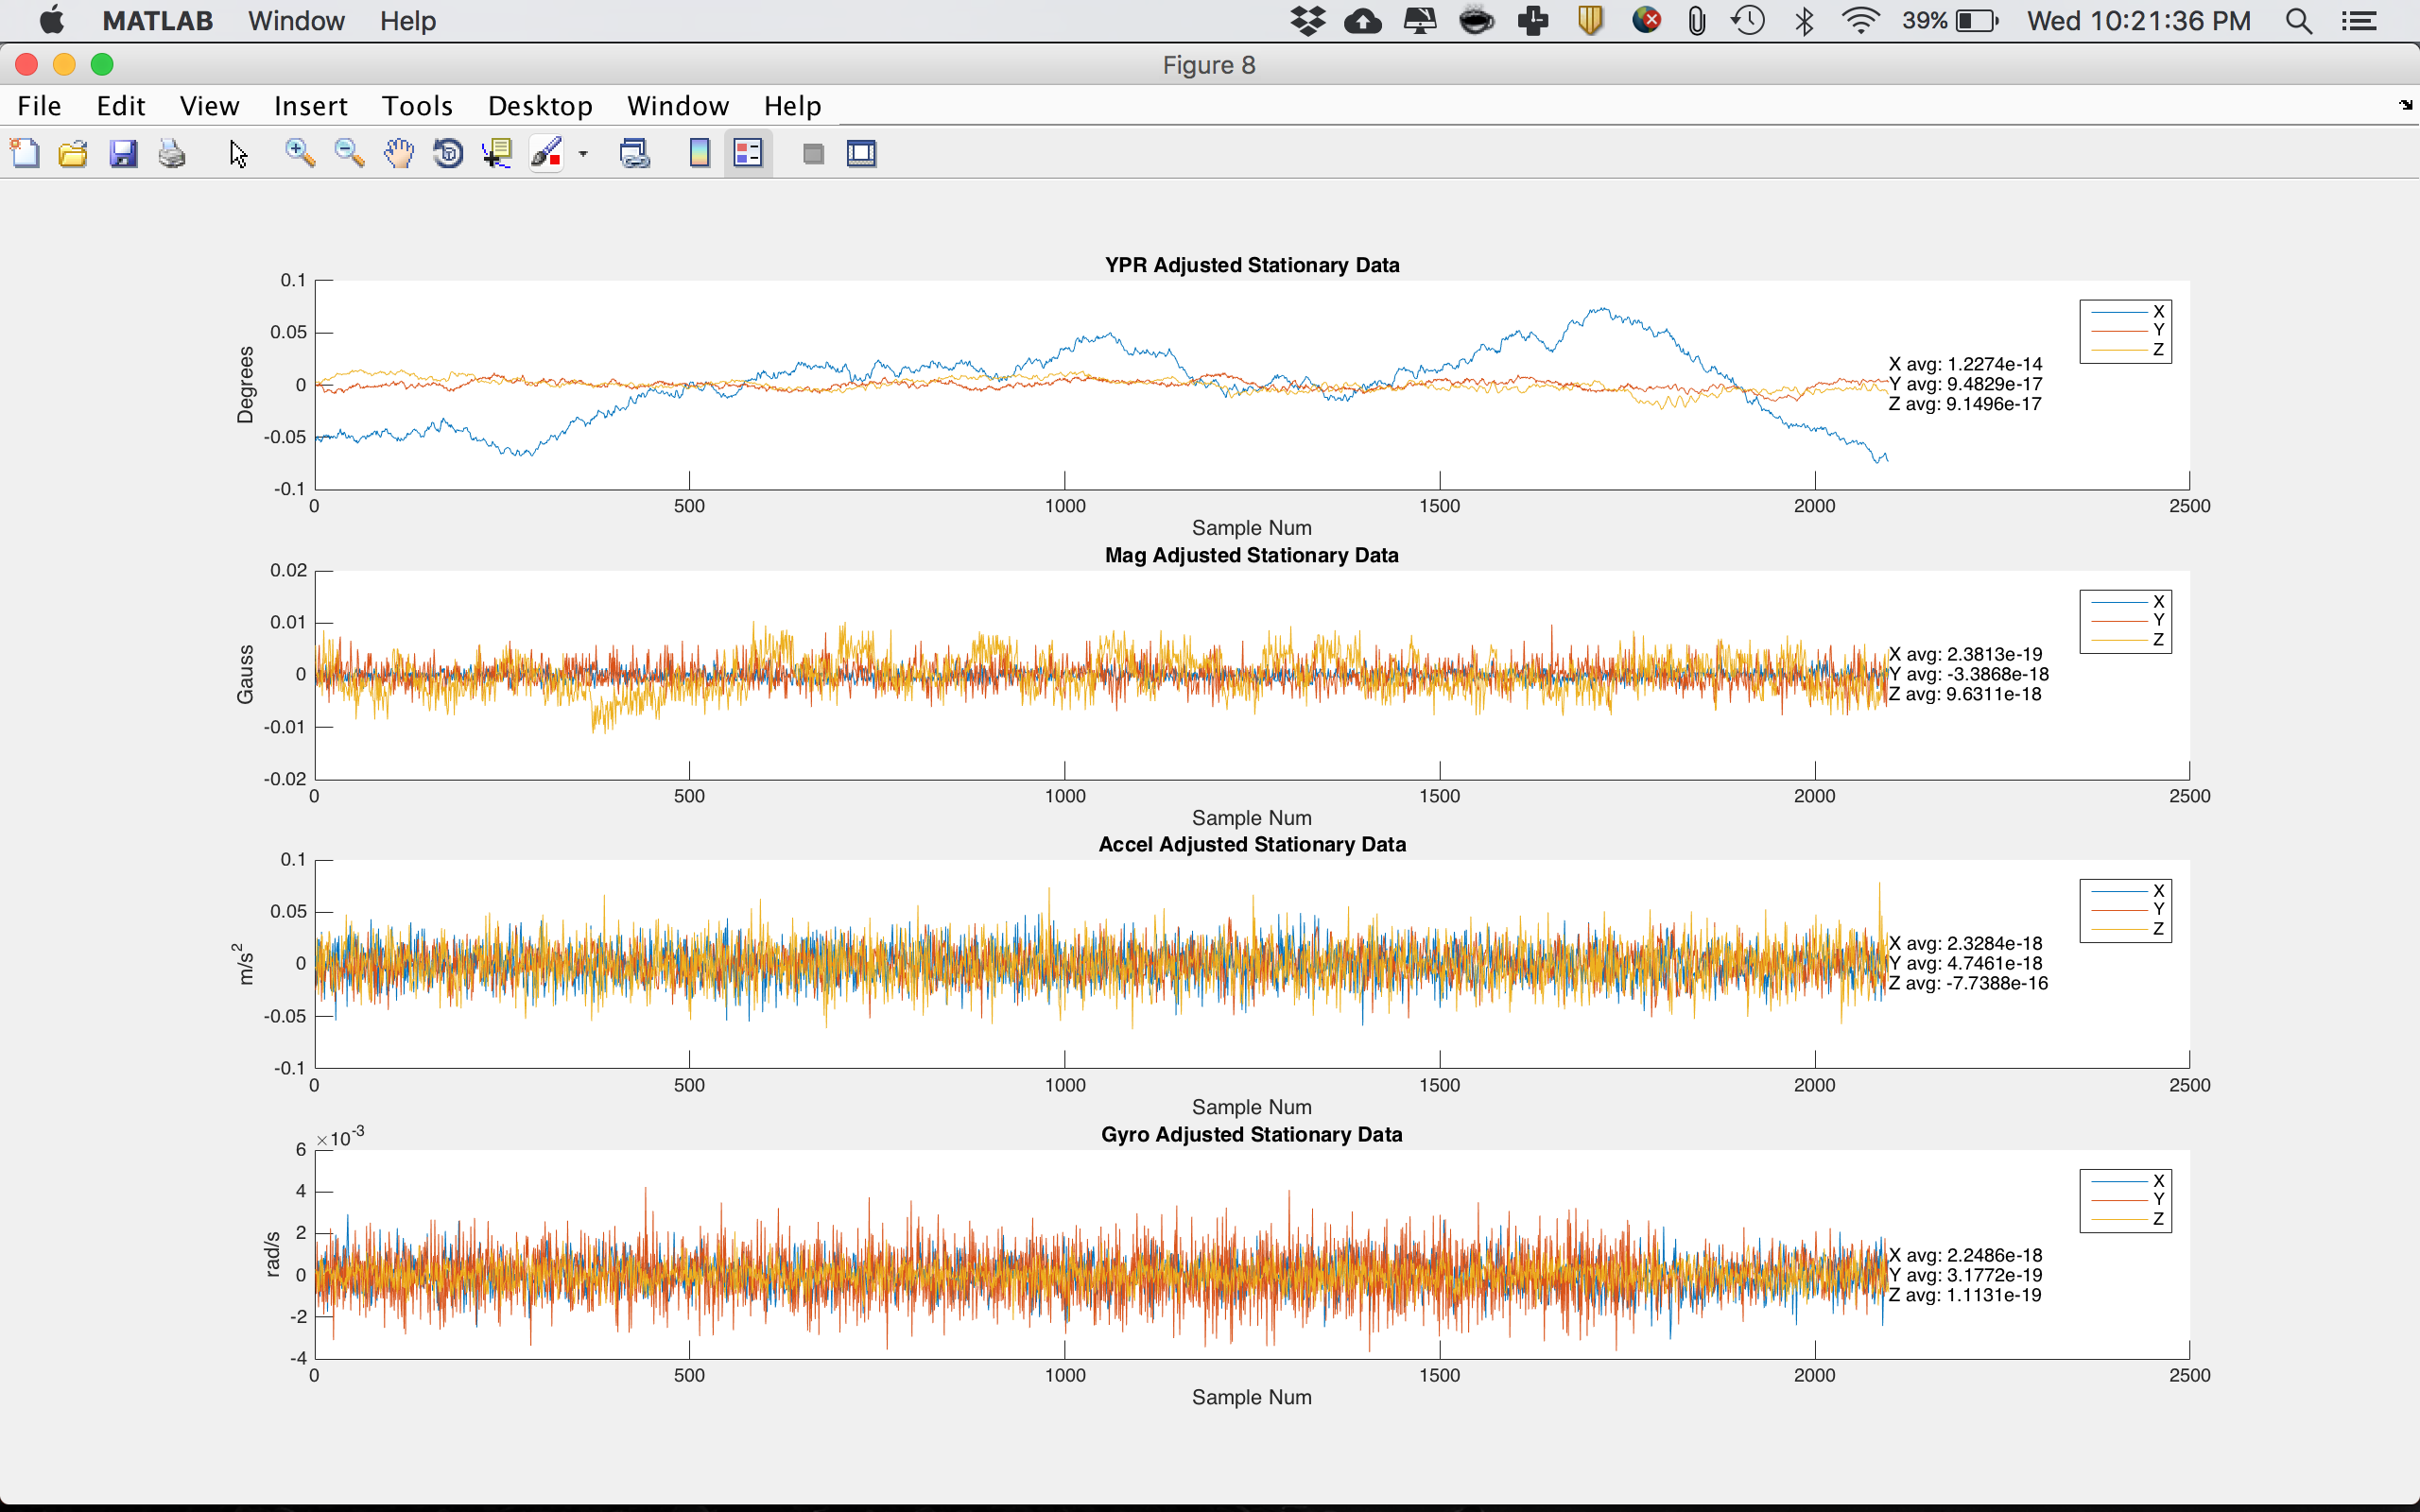 MATLAB Window Help 39% Wed 10:21:36 PM
Figure 8
File Edit View Insert Tools Desktop Window Help
YPR Adjusted Stationary Data
0.1
0.05
0
-0.05
-0.1
Degrees
X
Y
Z
X avg: 1.2274e-14
Y avg: 9.4829e-17
Z avg: 9.1496e-17
0 500 1000 1500 2000 2500
Sample Num
Mag Adjusted Stationary Data
0.02
0.01
0
-0.01
-0.02
Gauss
X
Y
Z
X avg: 2.3813e-19
Y avg: -3.3868e-18
Z avg: 9.6311e-18
0 500 1000 1500 2000 2500
Sample Num
Accel Adjusted Stationary Data
0.1
0.05
0
-0.05
-0.1
m/s²
X
Y
Z
X avg: 2.3284e-18
Y avg: 4.7461e-18
Z avg: -7.7388e-16
0 500 1000 1500 2000 2500
Sample Num
Gyro Adjusted Stationary Data
×10⁻³
6
4
2
0
-2
-4
rad/s
X
Y
Z
X avg: 2.2486e-18
Y avg: 3.1772e-19
Z avg: 1.1131e-19
0 500 1000 1500 2000 2500
Sample Num